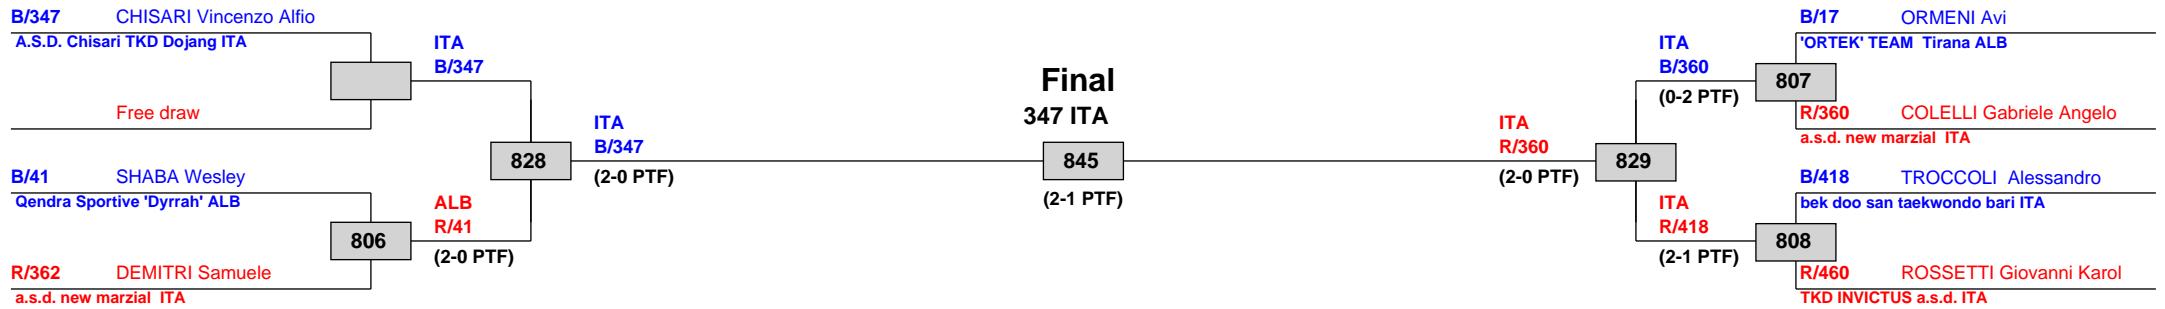 B/347 CHISARI Vincenzo Alfio
A.S.D. Chisari TKD Dojang ITA
Free draw
B/41 SHABA Wesley
Qendra Sportive 'Dyrrah' ALB
806
R/362 DEMITRI Samuele
a.s.d. new marzial ITA
ITA
B/347
ALB
R/41
(2-0 PTF)
828
ITA
B/347
(2-0 PTF)
Final
347 ITA
845
(2-1 PTF)
ITA
R/360
(2-0 PTF)
829
ITA
B/360
(0-2 PTF)
ITA
R/418
(2-1 PTF)
B/17 ORMENI Avi
'ORTEK' TEAM Tirana ALB
807
R/360 COLELLI Gabriele Angelo
a.s.d. new marzial ITA
B/418 TROCCOLI Alessandro
bek doo san taekwondo bari ITA
808
R/460 ROSSETTI Giovanni Karol
TKD INVICTUS a.s.d. ITA